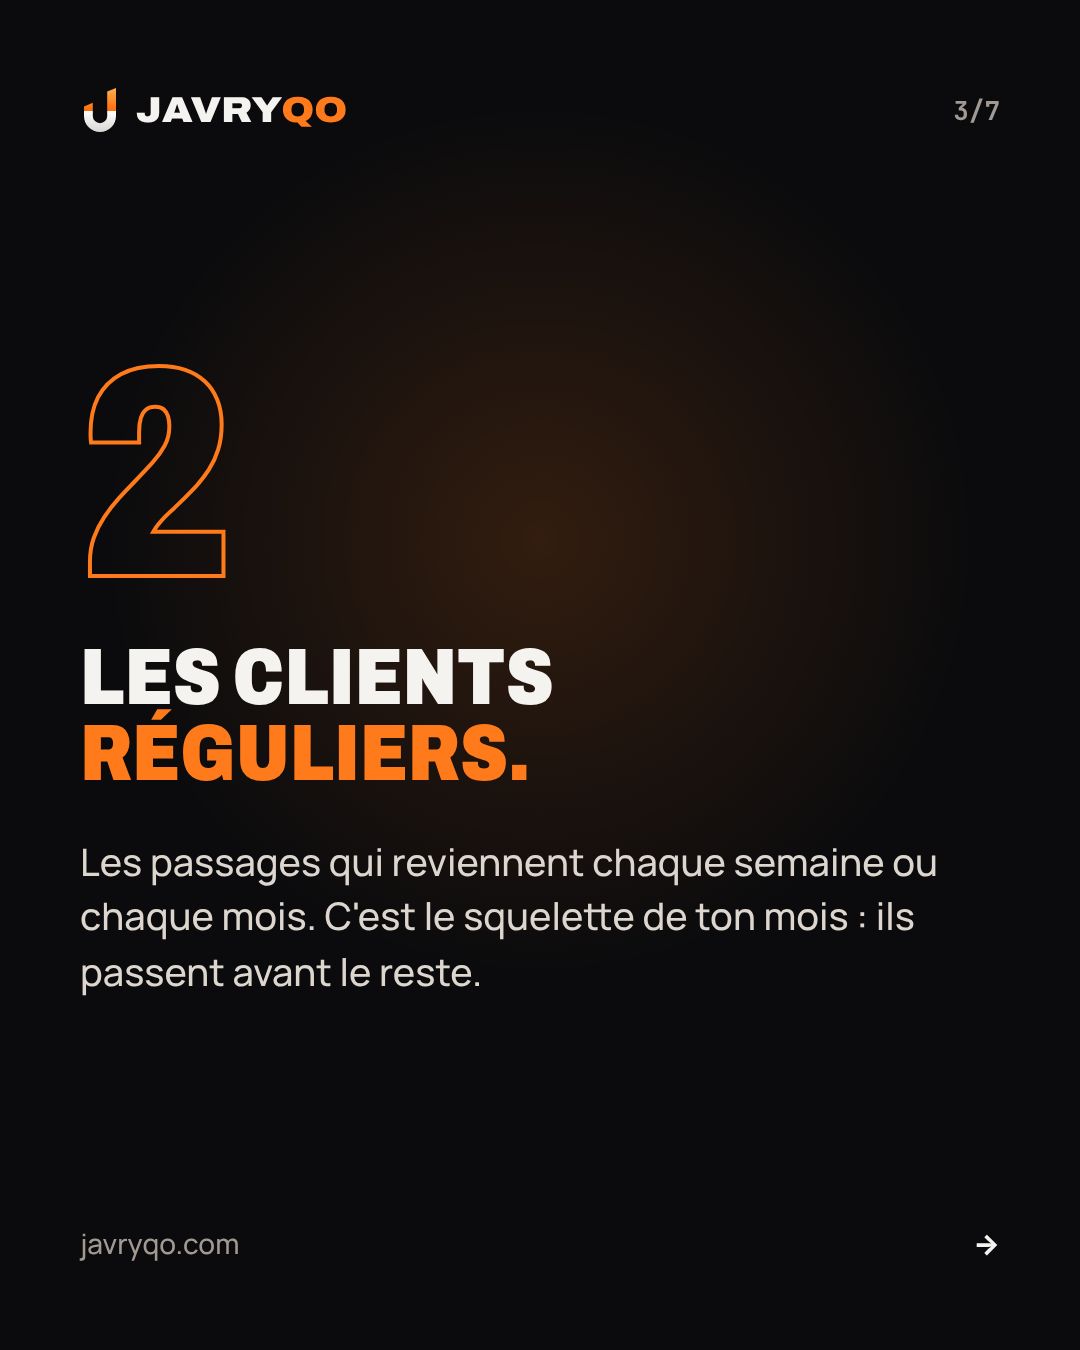 JAVRYQO
3/7
2
LES CLIENTS
RÉGULIERS.
Les passages qui reviennent chaque semaine ou
chaque mois. C'est le squelette de ton mois : ils
passent avant le reste.
javryqo.com →